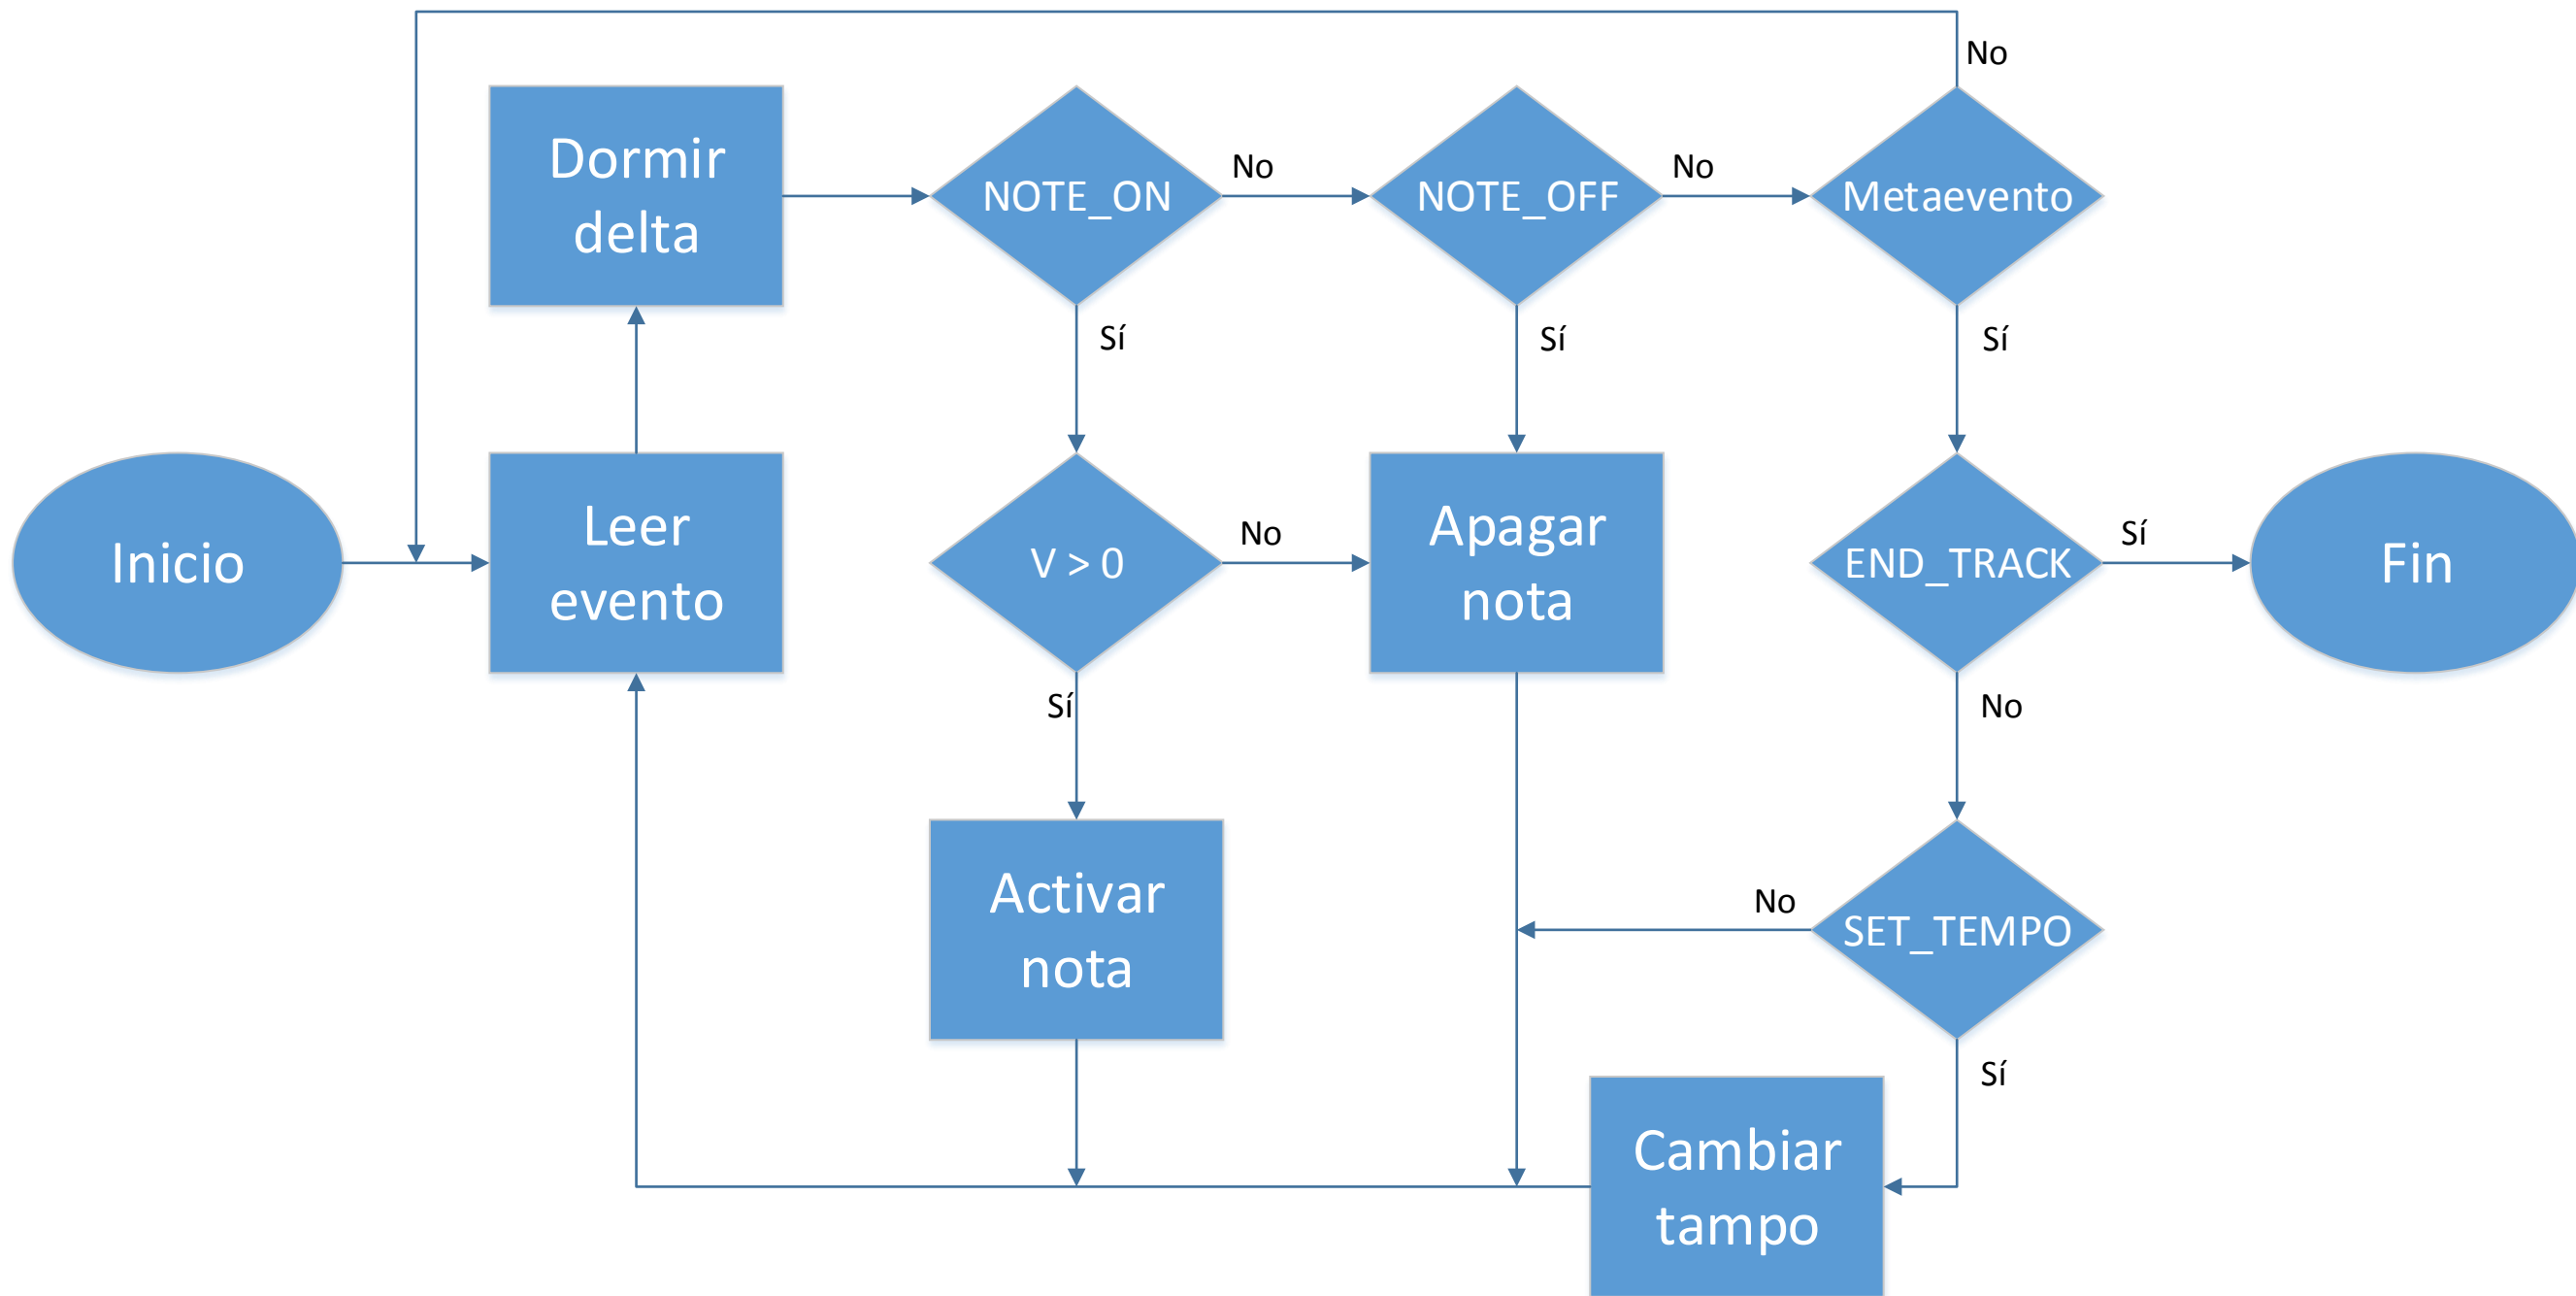 No
Dormir
delta
NOTE_ON
No
NOTE_OFF
No
Metaevento
Sí
Sí
Sí
Inicio
Leer
evento
V > 0
No
Apagar
nota
END_TRACK
Sí
Fin
Sí
No
Activar
nota
No
SET_TEMPO
Sí
Cambiar
tampo